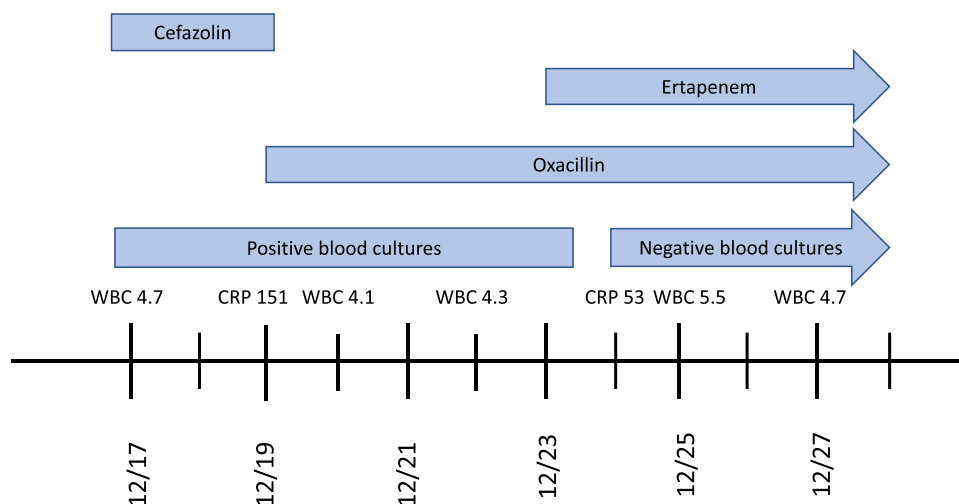 Cefazolin
Ertapenem
Oxacillin
Positive blood cultures
Negative blood cultures
WBC 4.7
CRP 151
WBC 4.1
WBC 4.3
CRP 53
WBC 5.5
WBC 4.7
12/17
12/19
12/21
12/23
12/25
12/27